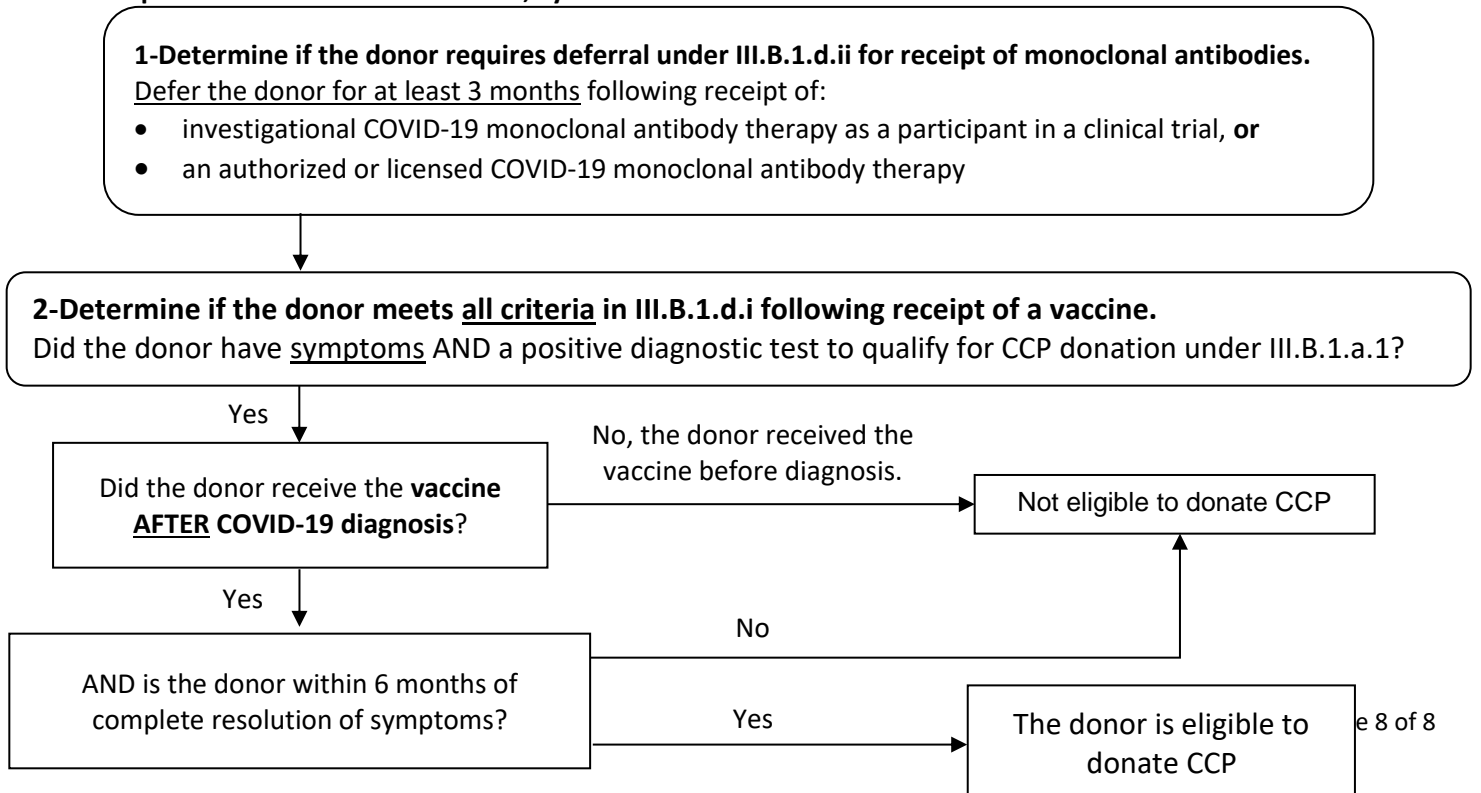 1-Determine if the donor requires deferral under III.B.1.d.ii for receipt of monoclonal antibodies.
Defer the donor for at least 3 months following receipt of:
• investigational COVID-19 monoclonal antibody therapy as a participant in a clinical trial, or
• an authorized or licensed COVID-19 monoclonal antibody therapy
2-Determine if the donor meets all criteria in III.B.1.d.i following receipt of a vaccine.
Did the donor have symptoms AND a positive diagnostic test to qualify for CCP donation under III.B.1.a.1?
Yes
Did the donor receive the vaccine
AFTER COVID-19 diagnosis?
No, the donor received the
vaccine before diagnosis.
Not eligible to donate CCP
Yes
AND is the donor within 6 months of
complete resolution of symptoms?
No
Yes
The donor is eligible to
donate CCP
e 8 of 8